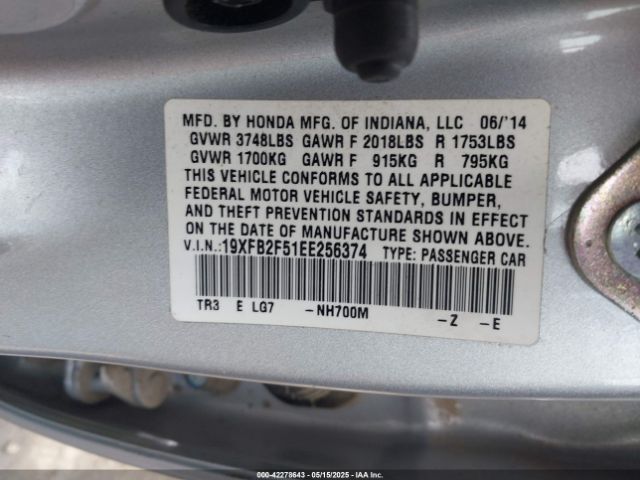 MFD. BY HONDA MFG. OF INDIANA, LLC 06/'14
GVWR 3748LBS GAWR F 2018LBS R 1753LBS
GVWR 1700KG GAWR F 915KG R 795KG
THIS VEHICLE CONFORMS TO ALL APPLICABLE
FEDERAL MOTOR VEHICLE SAFETY, BUMPER,
AND THEFT PREVENTION STANDARDS IN EFFECT
ON THE DATE OF MANUFACTURE SHOWN ABOVE.
V.I.N.:19XFB2F51EE256374 TYPE: PASSENGER CAR
TR3 E LG7 -NH700M -Z -E
© 42278643 05/15/2025 IAA Inc.